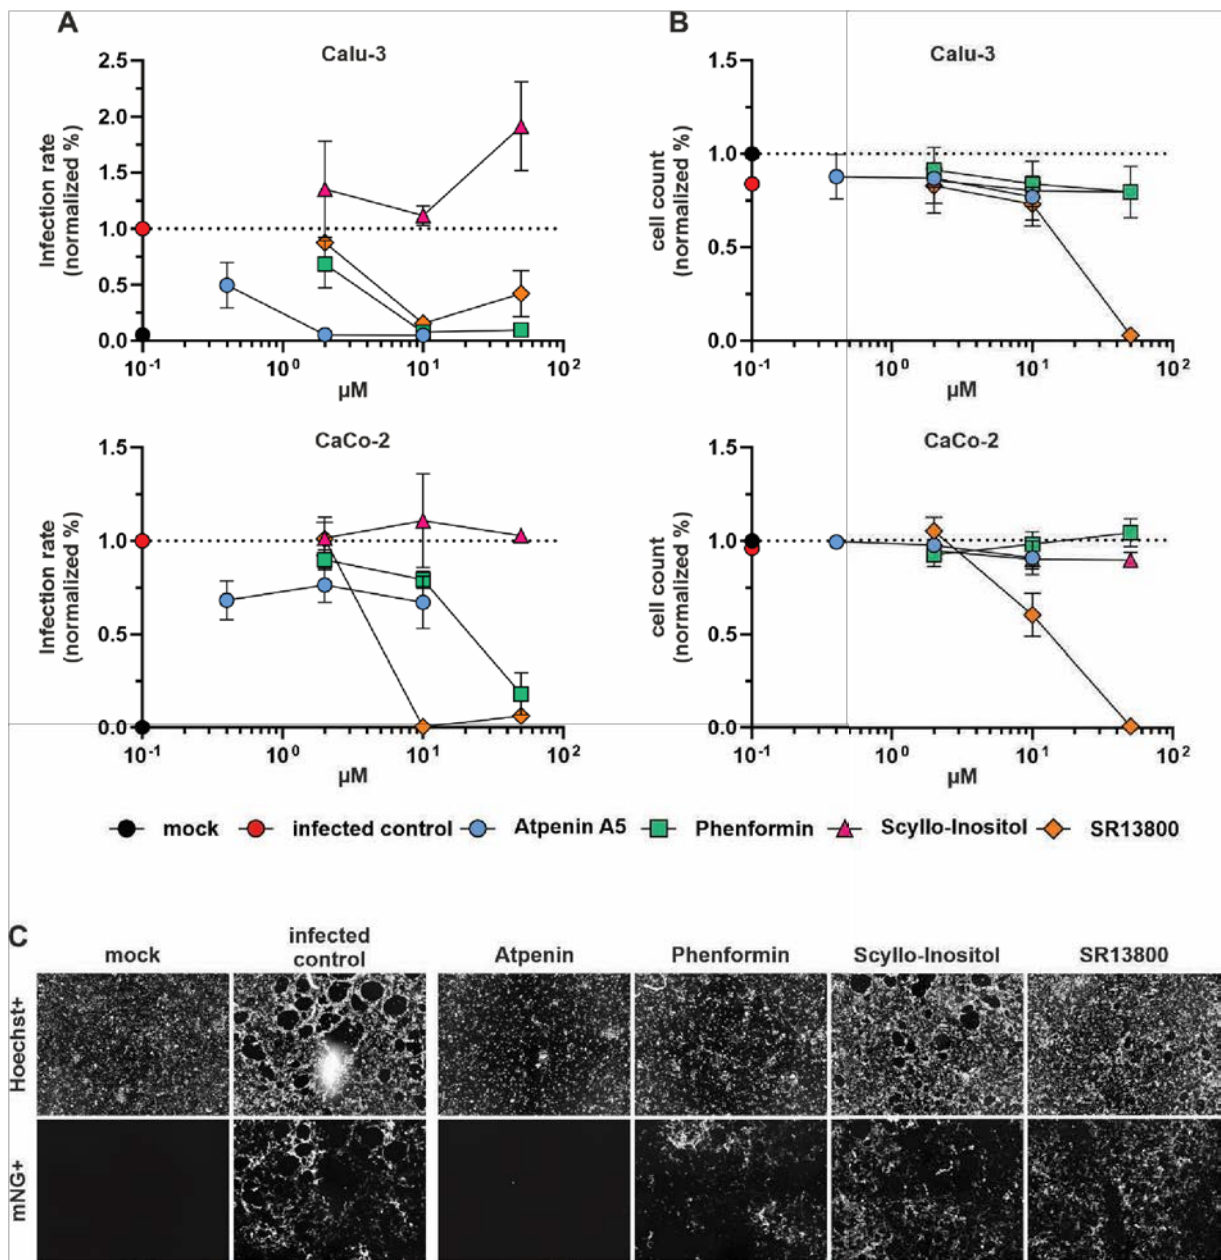 A
Calu-3
Infection rate
(normalized %)
2.5
2.0
1.5
1.0
0.5
0.0
10-1
100
101
102
µM
B
Calu-3
cell count
(normalized %)
1.5
1.0
0.5
0.0
10-1
100
101
102
µM
CaCo-2
Infection rate
(normalized %)
1.5
1.0
0.5
0.0
10-1
100
101
102
µM
CaCo-2
cell count
(normalized %)
1.5
1.0
0.5
0.0
10-1
100
101
102
µM
mock infected control Atpenin A5 Phenformin Scyllo-Inositol SR13800
C
mock
infected
control
Atpenin
Phenformin
Scyllo-Inositol
SR13800
Hoechst+
mNG+